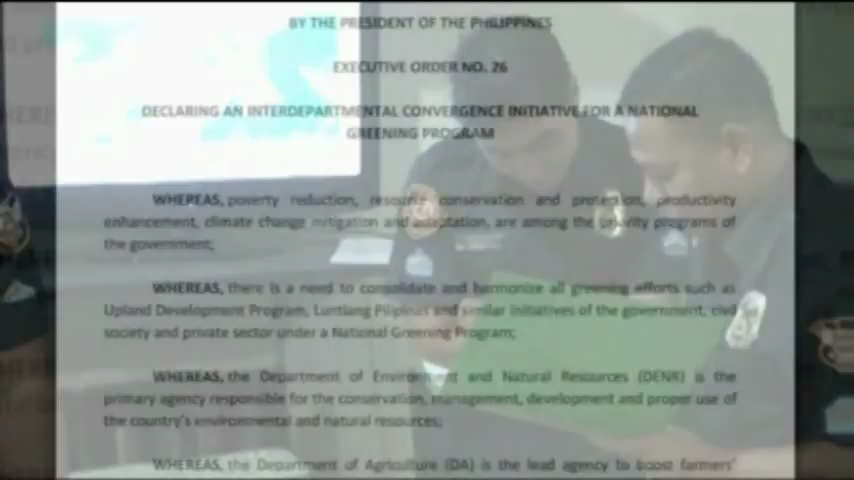 BY THE PRESIDENT OF THE PHILIPPINES
EXECUTIVE ORDER NO. 26
DECLARING AN INTERDEPARTMENTAL CONVERGENCE INITIATIVE FOR A NATIONAL
GREENING PROGRAM
WHEREAS, poverty reduction, resource conservation and protection, productivity
enhancement, climate change mitigation and adaptation, are among the priority programs of
the government;
WHEREAS, there is a need to consolidate and harmonize all greening efforts such as
Upland Development Program, Luntiang Pilipinas and similar initiatives of the government, civil
society and private sector under a National Greening Program;
WHEREAS, the Department of Environment and Natural Resources (DENR) is the
primary agency responsible for the conservation, management, development and proper use of
the country's environmental and natural resources;
WHEREAS, the Department of Agriculture (DA) is the lead agency to boost farmers'